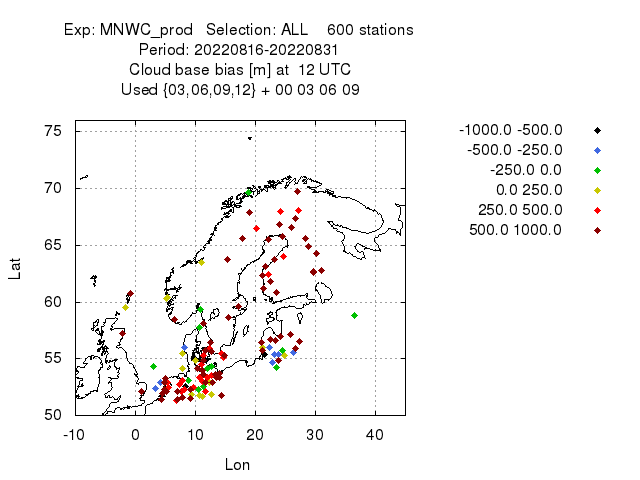 Exp: MNWC_prod Selection: ALL 600 stations
Period: 20220816-20220831
Cloud base bias [m] at 12 UTC
Used {03,06,09,12} + 00 03 06 09
-1000.0 -500.0
-500.0 -250.0
-250.0 0.0
0.0 250.0
250.0 500.0
500.0 1000.0
75
70
65
60
55
50
Lat
-10 0 10 20 30 40
Lon